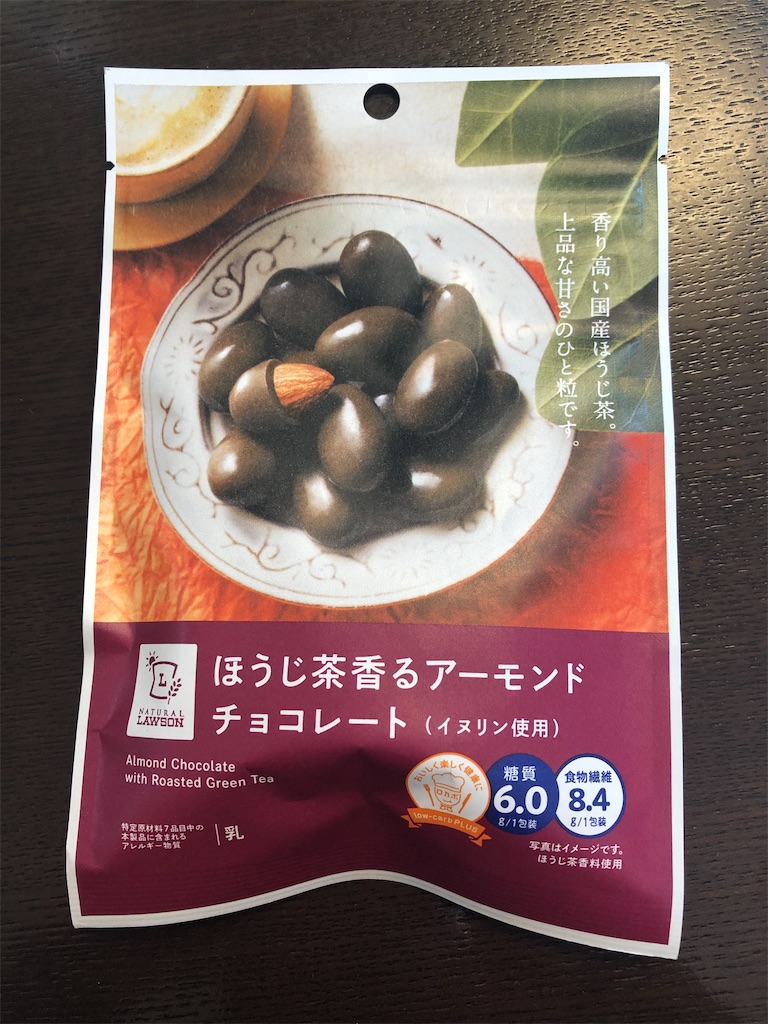 香り高い国産ほうじ茶。
上品な甘さのひと粒です。
L
NATURAL
LAWSON
ほうじ茶香るアーモンド
チョコレート（イヌリン使用）
Almond Chocolate
with Roasted Green Tea
おいしく楽しく健康に
ロカボ
low-carb PLUS
糖質
6.0
g/1包装
食物繊維
8.4
g/1包装
特定原材料7品目中の
本製品に含まれる
アレルギー物質
乳
写真はイメージです。
ほうじ茶香料使用